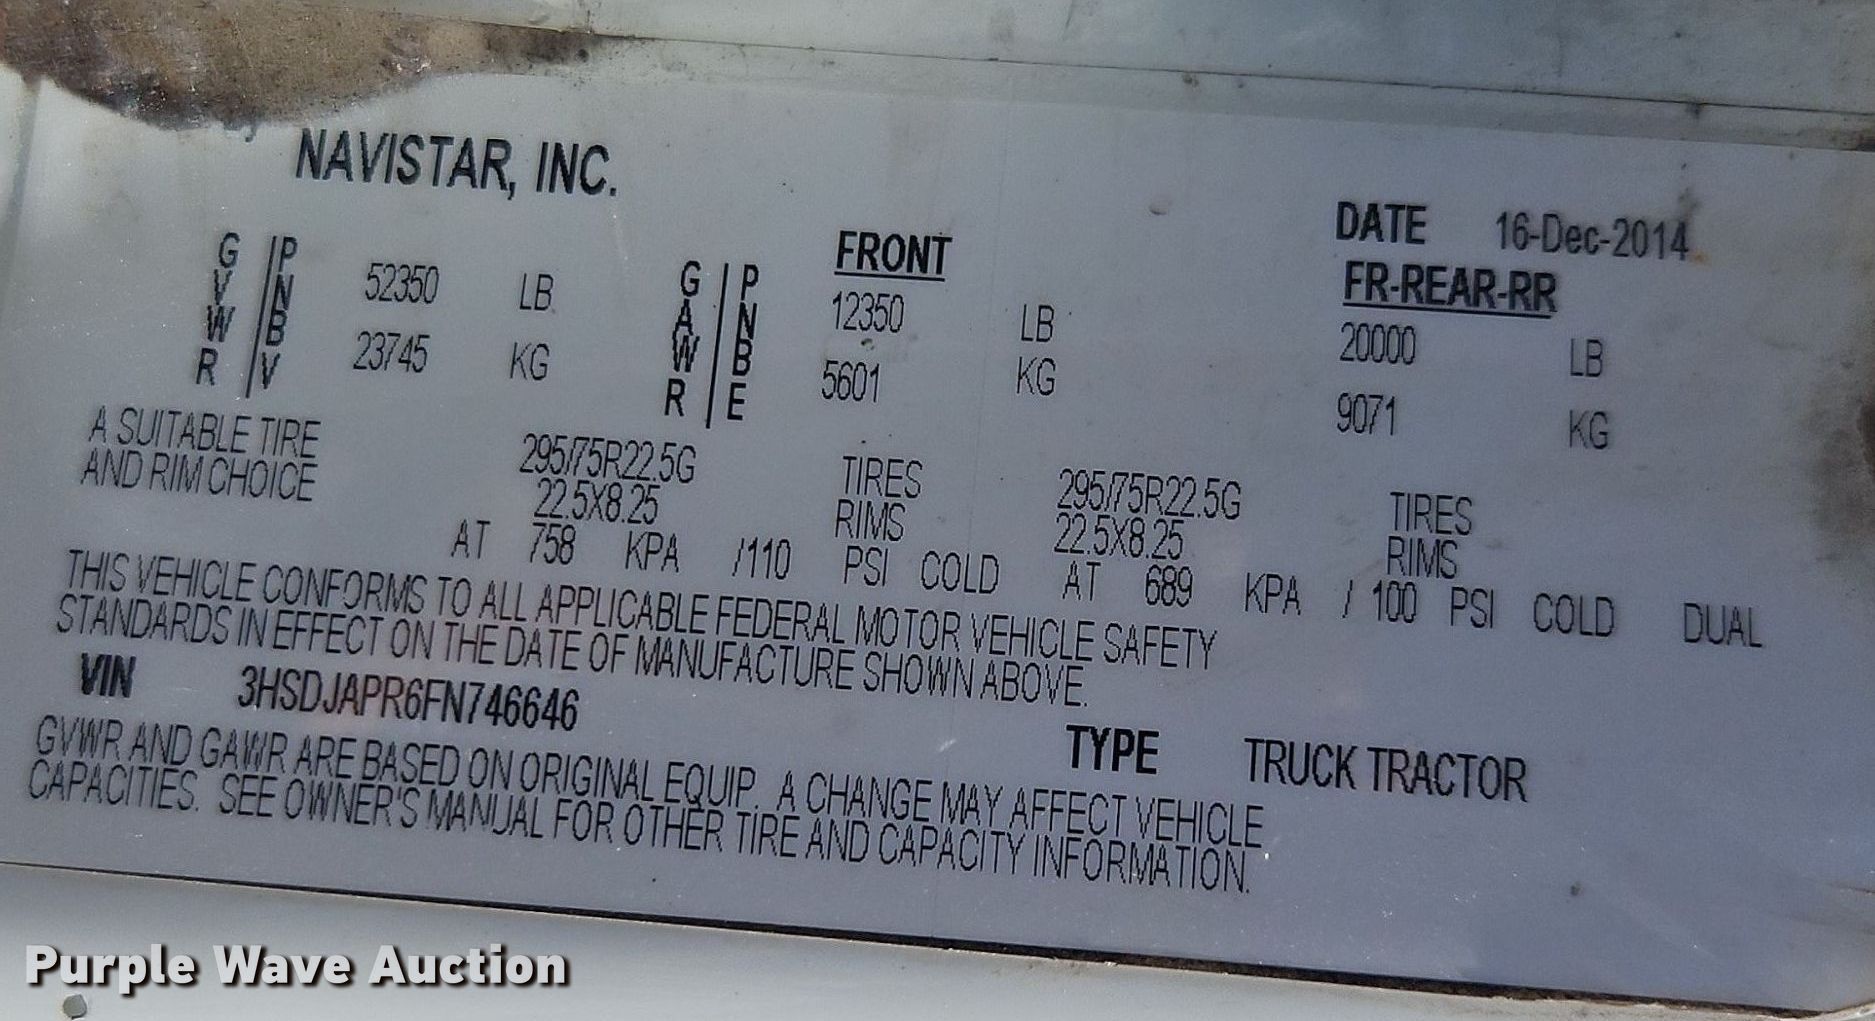 NAVISTAR, INC.
DATE 16-Dec-2014
GVWR / PNBV 52350 LB GAWR / PNBE FRONT 12350 LB FR-REAR-RR 20000 LB
23745 KG 5601 KG 9071 KG
A SUITABLE TIRE 295/75R22.5G TIRES 295/75R22.5G TIRES
AND RIM CHOICE 22.5X8.25 RIMS 22.5X8.25 RIMS
AT 758 KPA /110 PSI COLD AT 689 KPA / 100 PSI COLD DUAL
THIS VEHICLE CONFORMS TO ALL APPLICABLE FEDERAL MOTOR VEHICLE SAFETY
STANDARDS IN EFFECT ON THE DATE OF MANUFACTURE SHOWN ABOVE.
VIN 3HSDJAPR6FN746646 TYPE TRUCK TRACTOR
GVWR AND GAWR ARE BASED ON ORIGINAL EQUIP. A CHANGE MAY AFFECT VEHICLE
CAPACITIES. SEE OWNER'S MANUAL FOR OTHER TIRE AND CAPACITY INFORMATION.
Purple Wave Auction